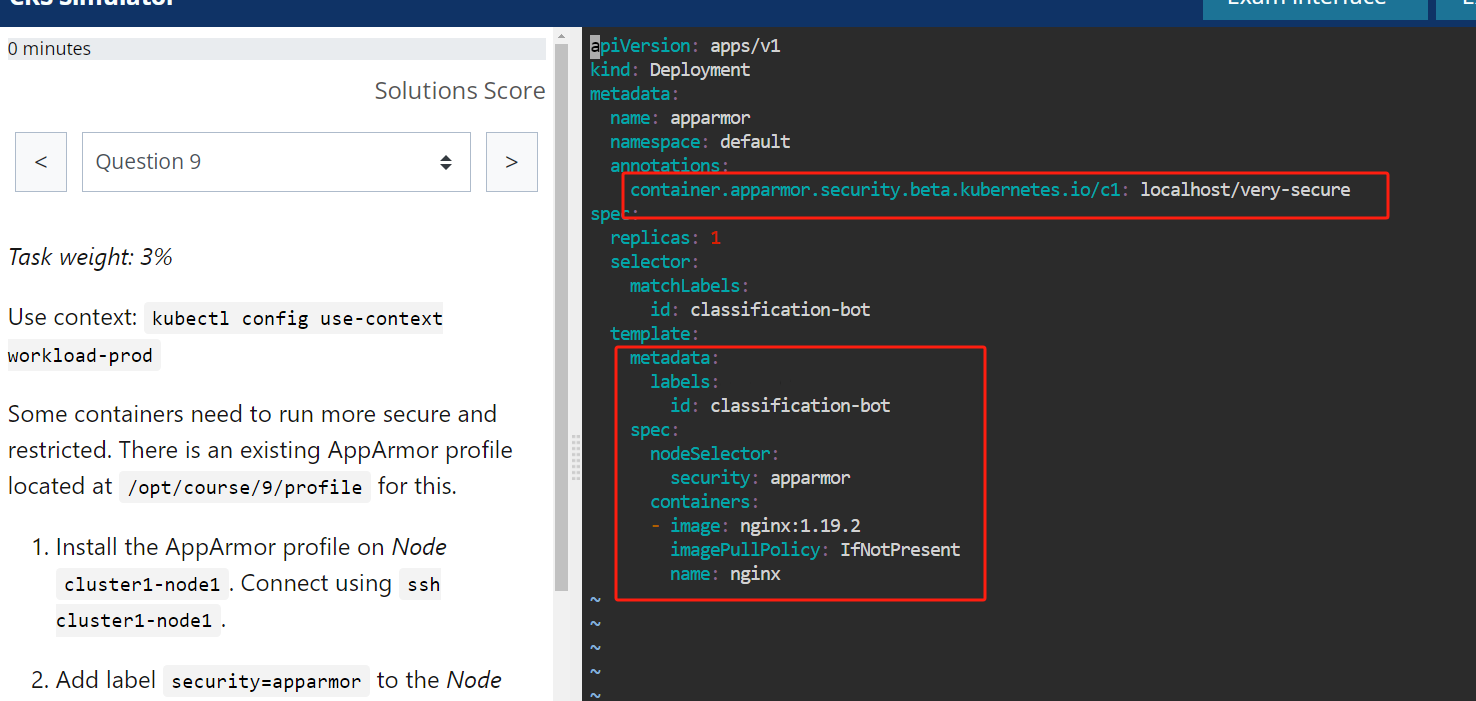 CKS Simulator
Exam Interface
0 minutes
Solutions Score
<
Question 9
>
Task weight: 3%
Use context: kubectl config use-context
workload-prod
Some containers need to run more secure and
restricted. There is an existing AppArmor profile
located at /opt/course/9/profile for this.
1. Install the AppArmor profile on Node
cluster1-node1. Connect using ssh
cluster1-node1.
2. Add label security=apparmor to the Node
apiVersion: apps/v1
kind: Deployment
metadata:
  name: apparmor
  namespace: default
  annotations:
    container.apparmor.security.beta.kubernetes.io/c1: localhost/very-secure
spec:
  replicas: 1
  selector:
    matchLabels:
      id: classification-bot
  template:
    metadata:
      labels:
        id: classification-bot
    spec:
      nodeSelector:
        security: apparmor
      containers:
      - image: nginx:1.19.2
        imagePullPolicy: IfNotPresent
        name: nginx
~
~
~
~
~